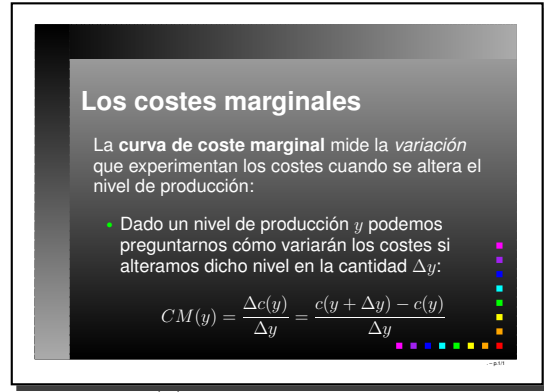 Los costes marginales
La curva de coste marginal mide la variación
que experimentan los costes cuando se altera el
nivel de producción:
• Dado un nivel de producción y podemos
preguntarnos cómo variarán los costes si
alteramos dicho nivel en la cantidad Δy:
CM(y) = Δc(y)/Δy = (c(y + Δy) − c(y))/Δy
. – p.1/1